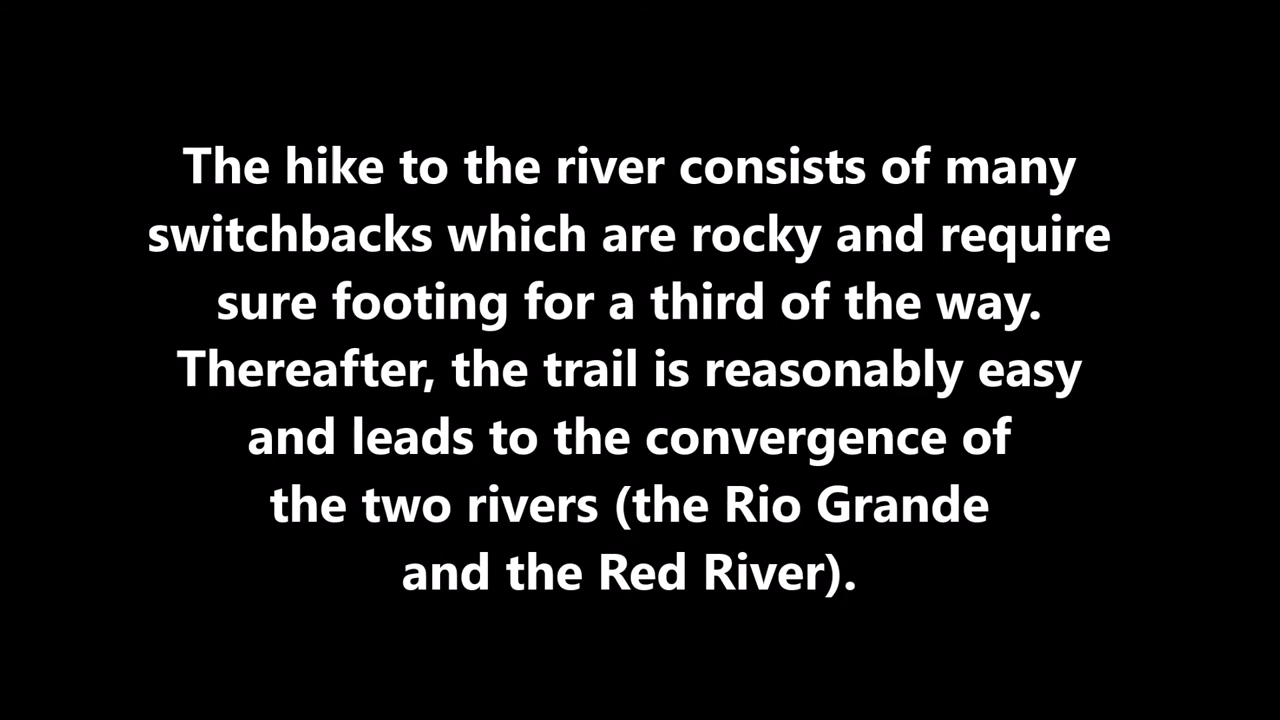 The hike to the river consists of many
switchbacks which are rocky and require
sure footing for a third of the way.
Thereafter, the trail is reasonably easy
and leads to the convergence of
the two rivers (the Rio Grande
and the Red River).